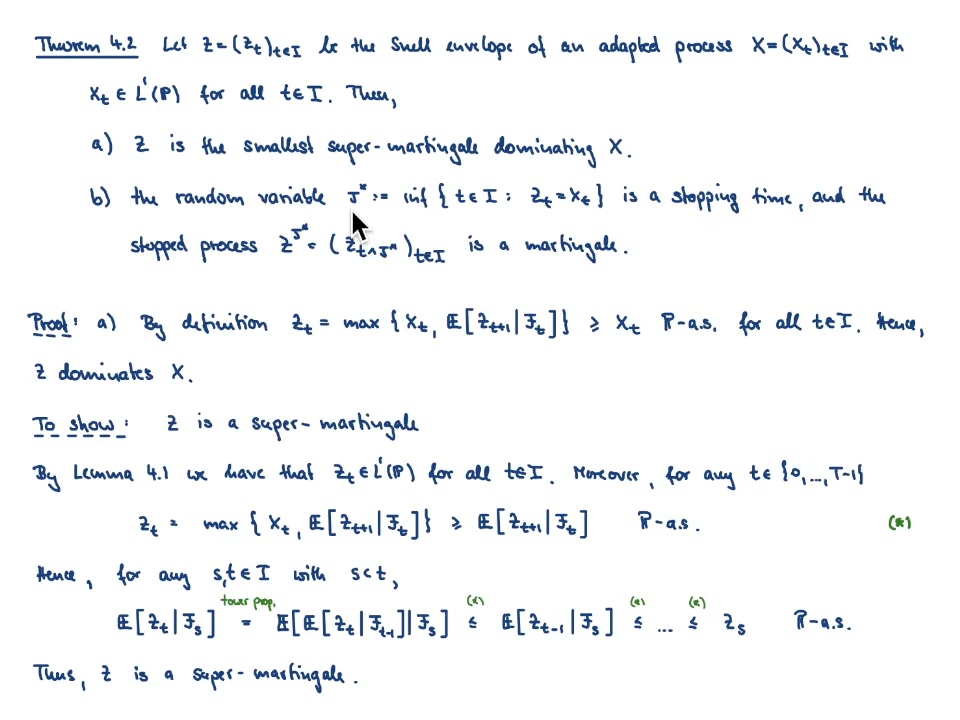 Theorem 4.2 Let Z=(Z_t)_{t∈I} be the Snell envelope of an adapted process X=(X_t)_{t∈I} with
X_t ∈ L¹(P) for all t∈I. Then,
a) Z is the smallest super-martingale dominating X.
b) the random variable τ* := inf { t∈I : Z_t = X_t } is a stopping time, and the
stopped process Z^{τ*} = (Z_{t∧τ*})_{t∈I} is a martingale.
Proof: a) By definition Z_t = max { X_t, 𝔼[Z_{t+1}|ℱ_t]} ≥ X_t ℙ-a.s. for all t∈I. Hence,
Z dominates X.
To show: Z is a super-martingale
By Lemma 4.1 we have that Z_t∈L¹(P) for all t∈I. Moreover, for any t∈{0,...,T-1}
Z_t = max { X_t, 𝔼[Z_{t+1}|ℱ_t]} ≥ 𝔼[Z_{t+1}|ℱ_t] ℙ-a.s. (*)
Hence, for any s,t∈I with s<t,
tower prop. (*) (*) (*)
𝔼[Z_t|ℱ_s] = 𝔼[𝔼[Z_t|ℱ_{t-1}]|ℱ_s] ≤ 𝔼[Z_{t-1}|ℱ_s] ≤ ... ≤ Z_s ℙ-a.s.
Thus, Z is a super-martingale.